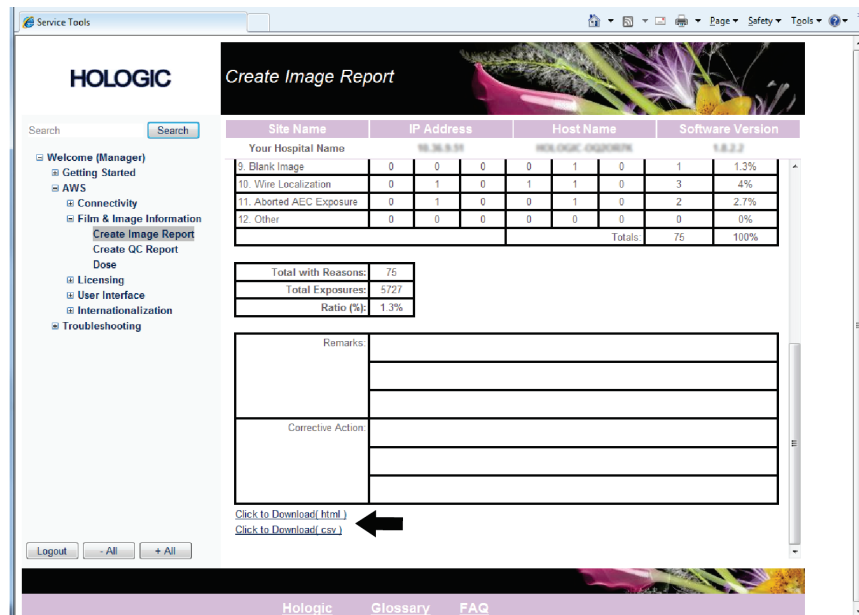 Service Tools
Page Safety Tools
HOLOGIC
Create Image Report
Search Search
Site Name IP Address Host Name Software Version
Your Hospital Name
Welcome (Manager)
Getting Started
AWS
Connectivity
Film & Image Information
Create Image Report
Create QC Report
Dose
Licensing
User Interface
Internationalization
Troubleshooting
9. Blank Image 0 0 0 0 1 0 1 1.3%
10. Wire Localization 0 1 0 1 1 0 3 4%
11. Aborted AEC Exposure 0 1 0 0 1 0 2 2.7%
12. Other 0 0 0 0 0 0 0 0%
Totals: 75 100%
Total with Reasons: 75
Total Exposures: 5727
Ratio (%): 1.3%
Remarks:
Corrective Action:
Click to Download( html )
Click to Download( csv )
Logout - All + All
Hologic Glossary FAQ